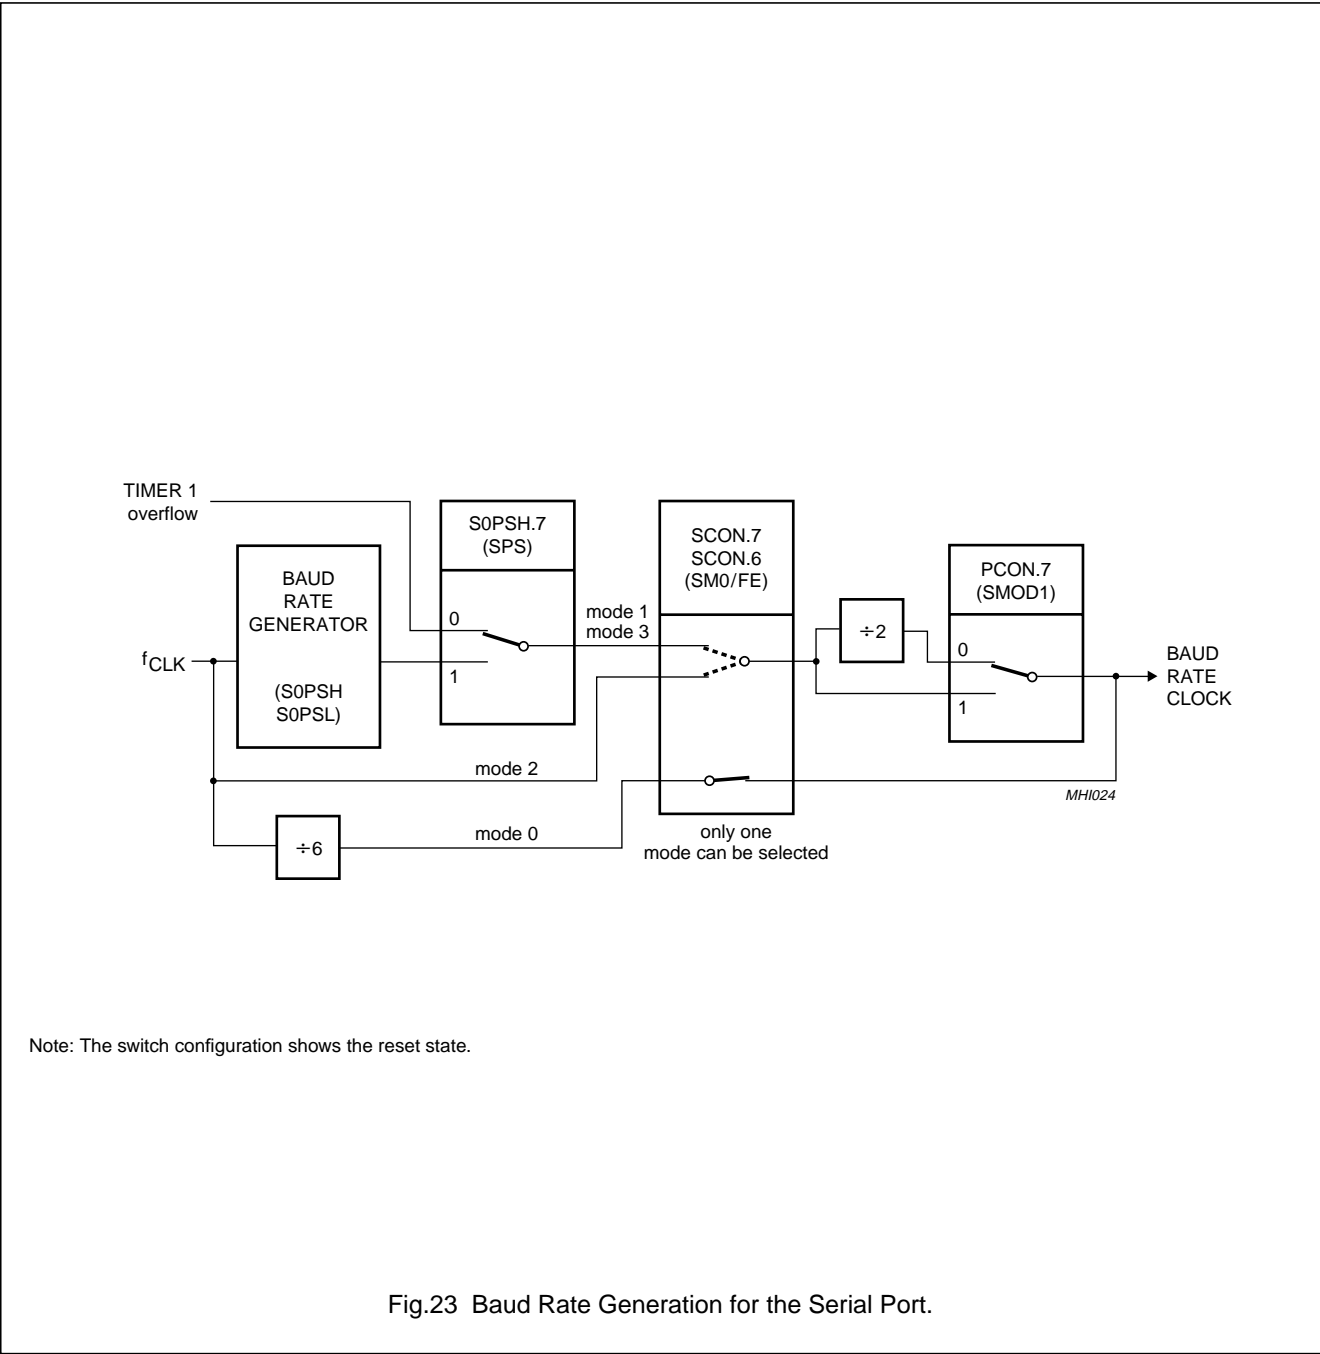 TIMER 1
overflow
BAUD
RATE
GENERATOR
(S0PSH
S0PSL)
fCLK
S0PSH.7
(SPS)
0
1
mode 1
mode 3
mode 2
mode 0
÷6
SCON.7
SCON.6
(SM0/FE)
only one
mode can be selected
÷2
PCON.7
(SMOD1)
0
1
BAUD
RATE
CLOCK
MHI024
Note: The switch configuration shows the reset state.
Fig.23 Baud Rate Generation for the Serial Port.